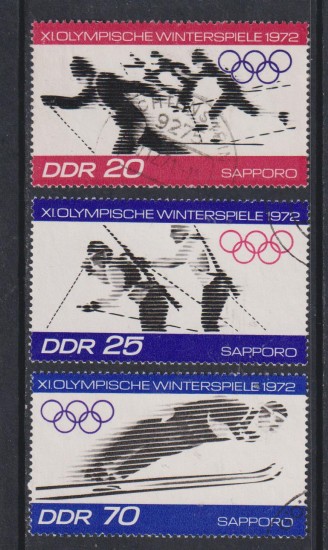 XI.OLYMPISCHE WINTERSPIELE 1972
927
DDR 20 SAPPORO
XI.OLYMPISCHE WINTERSPIELE 1972
DDR 25 SAPPORO
XI.OLYMPISCHE WINTERSPIELE 1972
DDR 70 SAPPORO